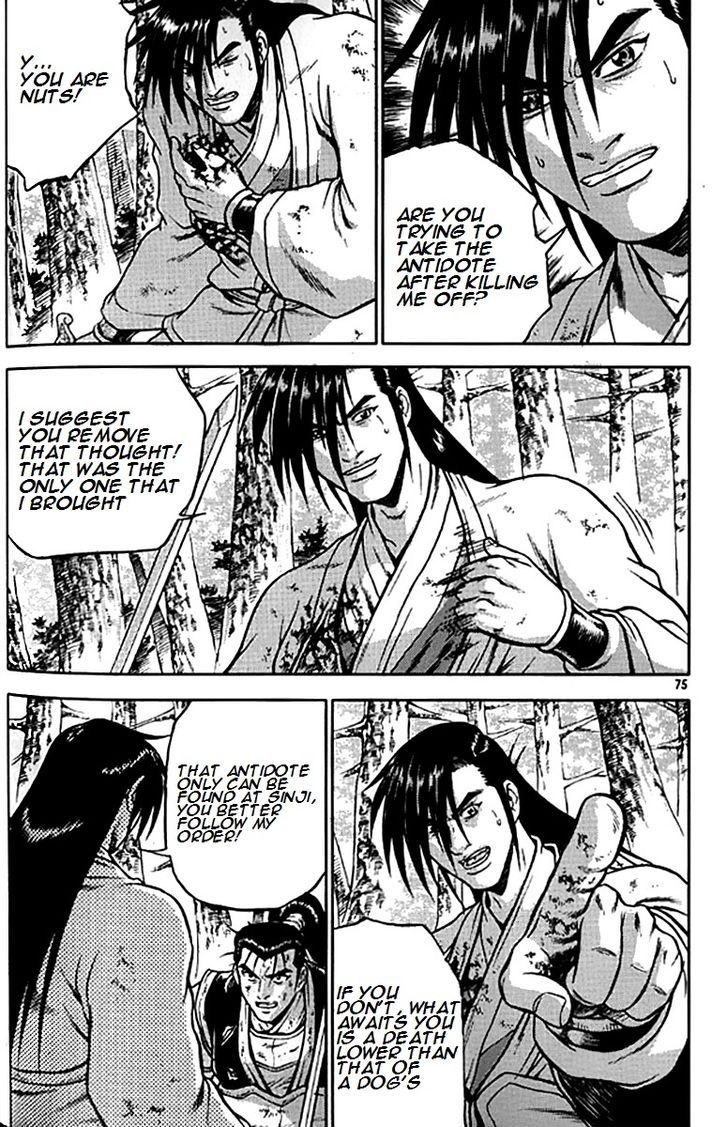 Y...
YOU ARE
NUTS!
ARE YOU
TRYING TO
TAKE THE
ANTIDOTE
AFTER KILLING
ME OFF?
I SUGGEST
YOU REMOVE
THAT THOUGHT!
THAT WAS THE
ONLY ONE THAT
I BROUGHT
75
THAT ANTIDOTE
ONLY CAN BE
FOUND AT SINJI,
YOU BETTER
FOLLOW MY
ORDER!
IF YOU
DON'T, WHAT
AWAITS YOU
IS A DEATH
LOWER THAN
THAT OF
A DOG'S